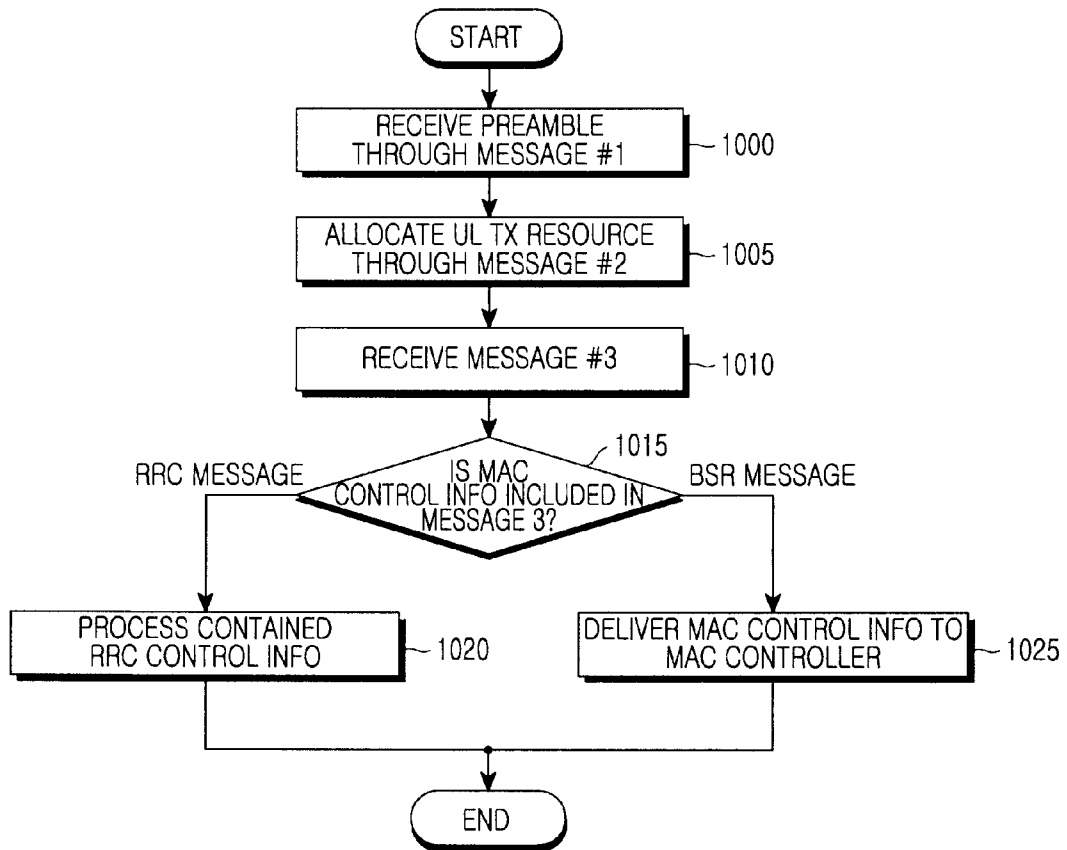 START
RECEIVE PREAMBLE
THROUGH MESSAGE #1
1000
ALLOCATE UL TX RESOURCE
THROUGH MESSAGE #2
1005
RECEIVE MESSAGE #3
1010
1015
RRC MESSAGE
IS MAC
CONTROL INFO INCLUDED IN
MESSAGE 3?
BSR MESSAGE
PROCESS CONTAINED
RRC CONTROL INFO
1020
DELIVER MAC CONTROL INFO TO
MAC CONTROLLER
1025
END